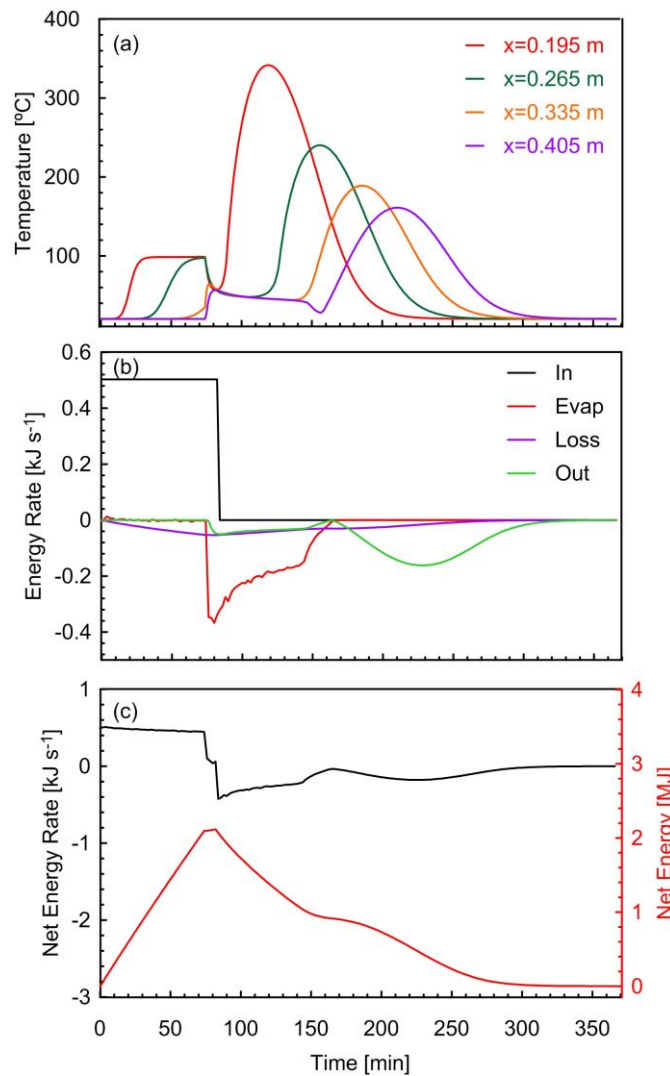 400
(a)
x=0.195 m
x=0.265 m
x=0.335 m
x=0.405 m
300
200
100
Temperature [ºC]
0.6
(b)
In
Evap
Loss
Out
0.4
0.2
0
-0.2
-0.4
Energy Rate [kJ s⁻¹]
1
(c)
0
-1
-2
-3
Net Energy Rate [kJ s⁻¹]
4
3
2
1
0
Net Energy [MJ]
0 50 100 150 200 250 300 350
Time [min]